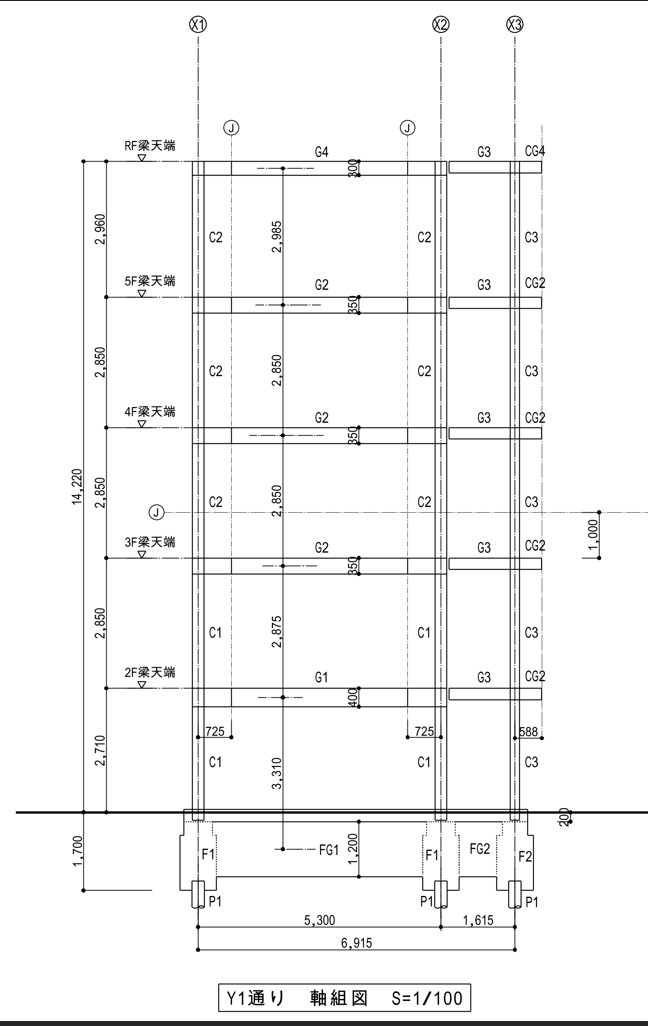 X1 X2 X3
J J
RF梁天端 G4 G3 CG4
300
2,960 C2 2,985 C2 C3
5F梁天端 G2 G3 CG2
350
2,850 C2 2,850 C2 C3
4F梁天端 G2 G3 CG2
350
14,220
2,850 C2 2,850 C2 C3
J
1,000
3F梁天端 G2 G3 CG2
350
2,850 C1 2,875 C1 C3
2F梁天端 G1 G3 CG2
400
725 725 588
2,710 C1 3,310 C1 C3
200
1,700 F1 FG1 1,200 F1 FG2 F2
P1 P1 P1
5,300 1,615
6,915
Y1通り 軸組図 S=1/100